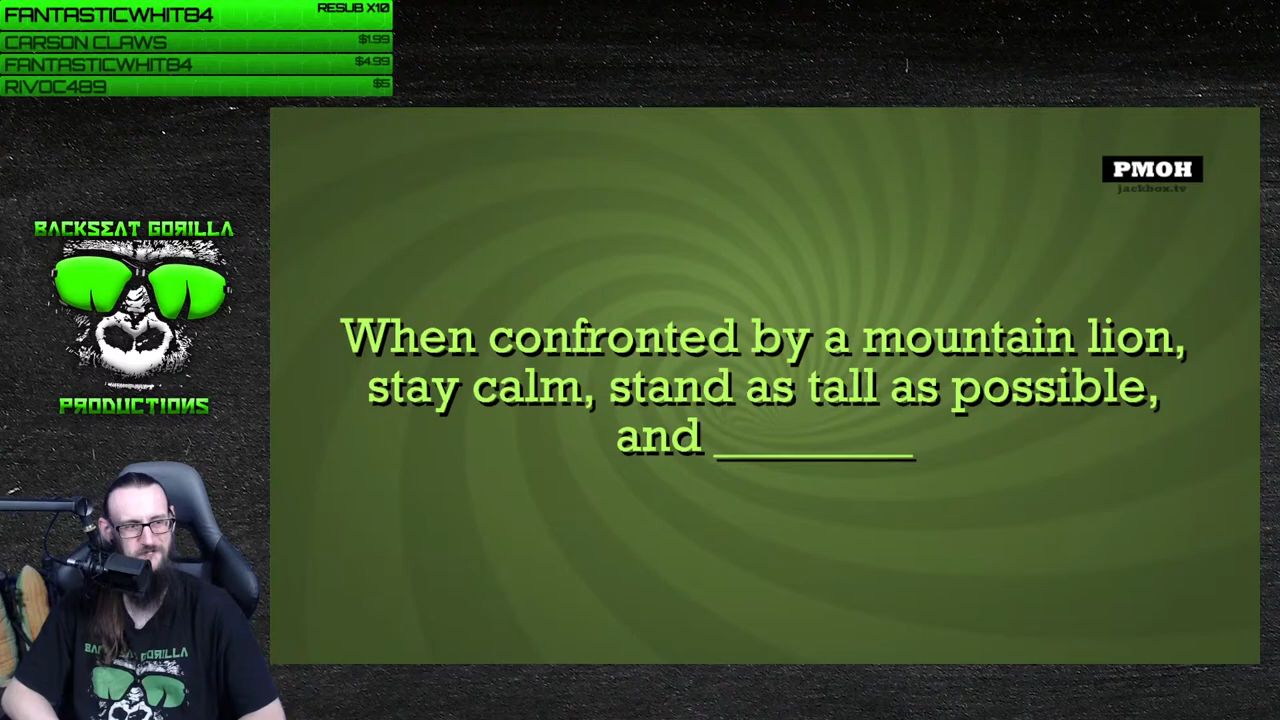 FANTASTICWHIT84 RESUB X10
CARSON CLAWS $1.99
FANTASTICWHIT84 $4.99
RIVOC489 $5
PMOH
jackbox.tv
BACKSEAT GORILLA
PRODUCTIONS
When confronted by a mountain lion,
stay calm, stand as tall as possible,
and __________